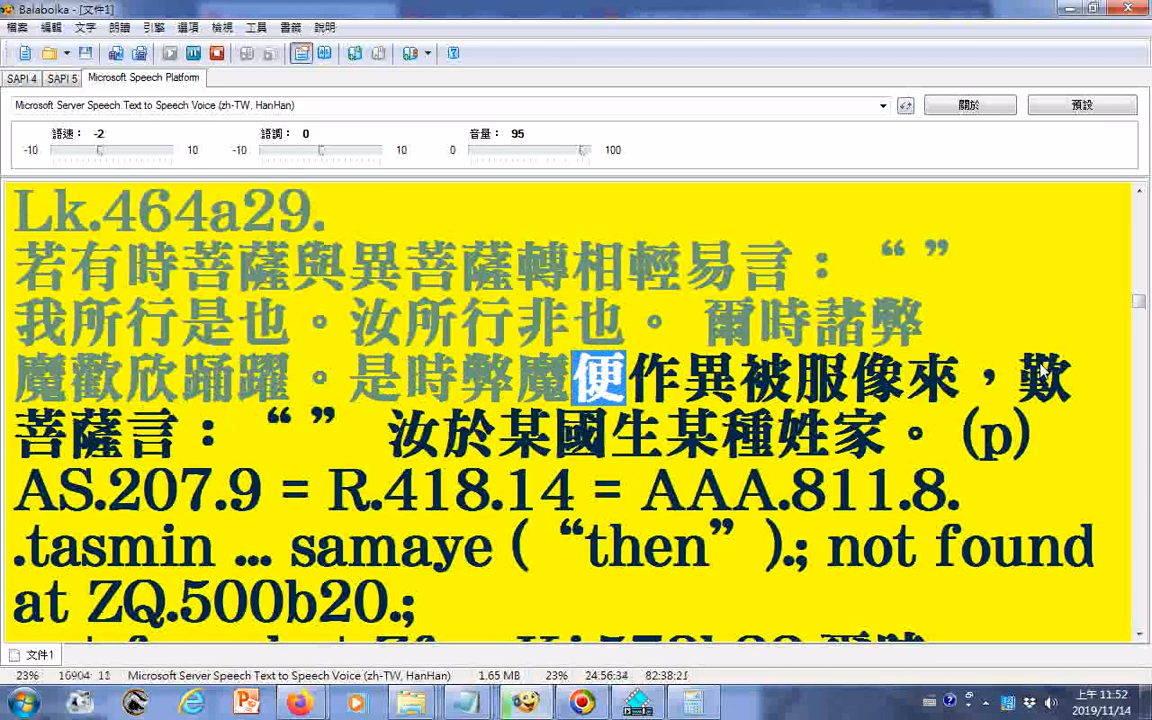 Balabolka - [文件1]
檔案 編輯 文字 朗讀 引擎 選項 檢視 工具 書籤 說明
SAPI 4 SAPI 5 Microsoft Speech Platform
Microsoft Server Speech Text to Speech Voice (zh-TW, HanHan) 關於 預設
語速： -2 語調： 0 音量： 95
-10 10 -10 10 0 100
Lk.464a29.
若有時菩薩與異菩薩轉相輕易言：“ ”
我所行是也。汝所行非也。 爾時諸弊
魔歡欣踊躍。是時弊魔便作異被服像來，歎
菩薩言：“ ” 汝於某國生某種姓家。(p)
AS.207.9 = R.418.14 = AAA.811.8.
.tasmin ... samaye (“then”).; not found
at ZQ.500b20.;
文件1
23% 16904: 11 Microsoft Server Speech Text to Speech Voice (zh-TW, HanHan) 1.65 MB 23% 24:56:34 82:38:21
上午 11:52
2019/11/14